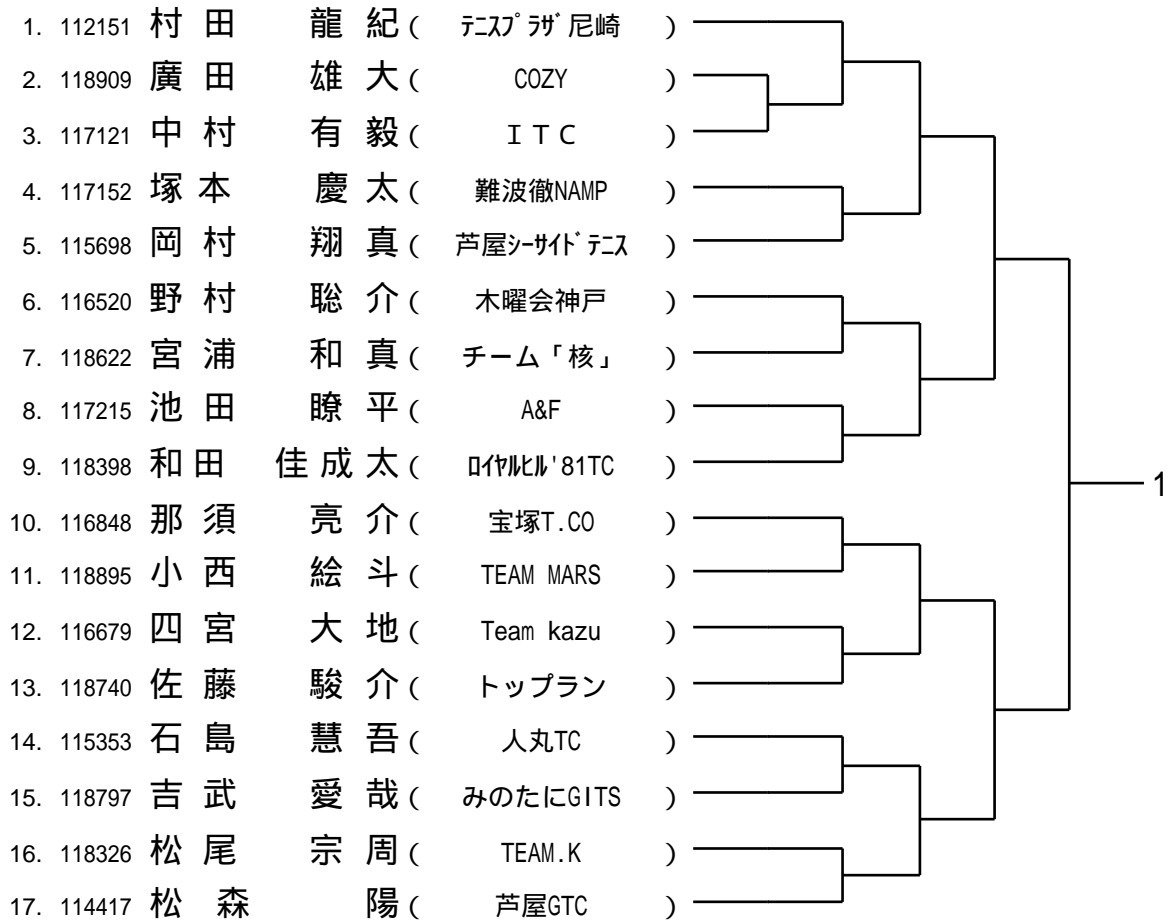 1. 112151 村田 龍紀 ( ﾃﾆｽﾌﾟﾗｻﾞ尼崎 )
2. 118909 廣田 雄大 ( COZY )
3. 117121 中村 有毅 ( ＩＴＣ )
4. 117152 塚本 慶太 ( 難波徹NAMP )
5. 115698 岡村 翔真 ( 芦屋ｼｰｻｲﾄﾞﾃﾆｽ )
6. 116520 野村 聡介 ( 木曜会神戸 )
7. 118622 宮浦 和真 ( チーム「核」 )
8. 117215 池田 瞭平 ( A&F )
9. 118398 和田 佳成太 ( ﾛｲﾔﾙﾋﾙ'81TC )
1
10. 116848 那須 亮介 ( 宝塚T.CO )
11. 118895 小西 絵斗 ( TEAM MARS )
12. 116679 四宮 大地 ( Team kazu )
13. 118740 佐藤 駿介 ( トップラン )
14. 115353 石島 慧吾 ( 人丸TC )
15. 118797 吉武 愛哉 ( みのたにGITS )
16. 118326 松尾 宗周 ( TEAM.K )
17. 114417 松森 陽 ( 芦屋GTC )